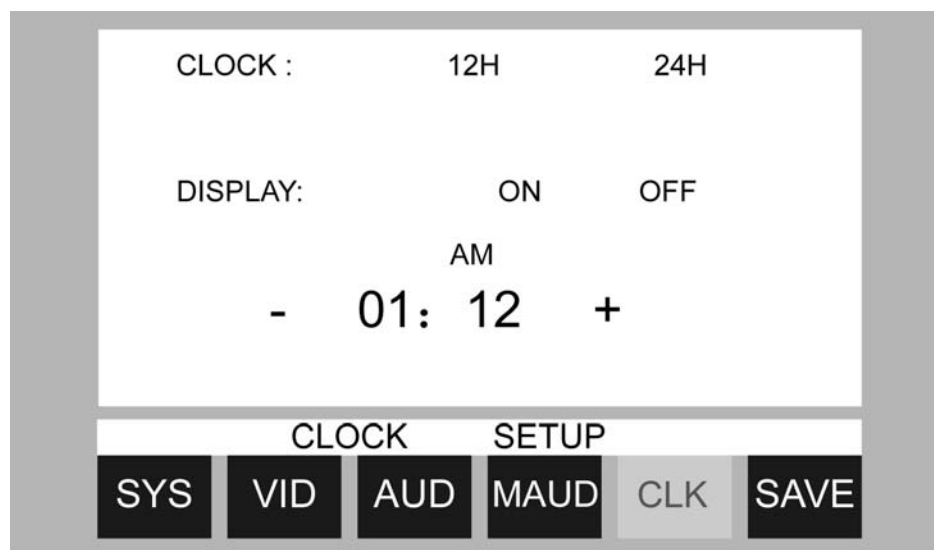 CLOCK : 12H 24H
DISPLAY: ON OFF
AM
- 01： 12 +
CLOCK SETUP
SYS VID AUD MAUD CLK SAVE